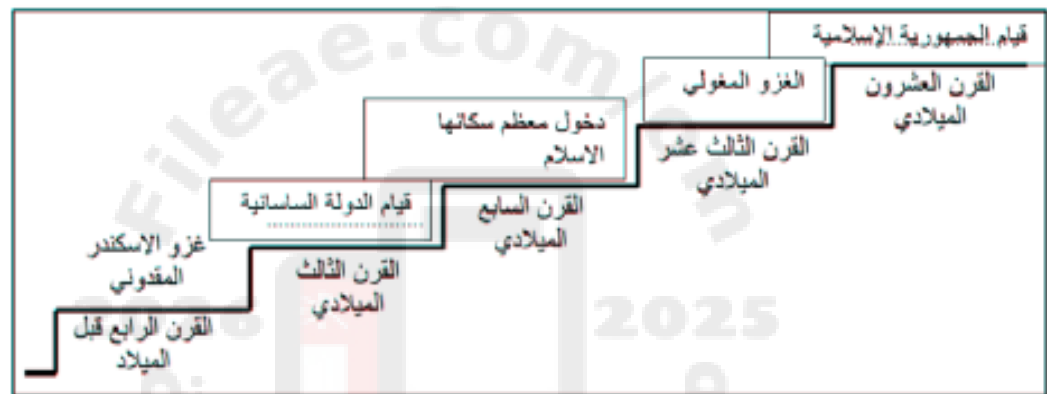 قيام الجمهورية الإسلامية
القرن العشرون
الميلادي
الغزو المغولي
القرن الثالث عشر
الميلادي
دخول معظم سكانها
الاسلام
القرن السابع
الميلادي
قيام الدولة الساسانية
القرن الثالث
الميلادي
غزو الاسكندر
المقدوني
القرن الرابع قبل
الميلاد
2025